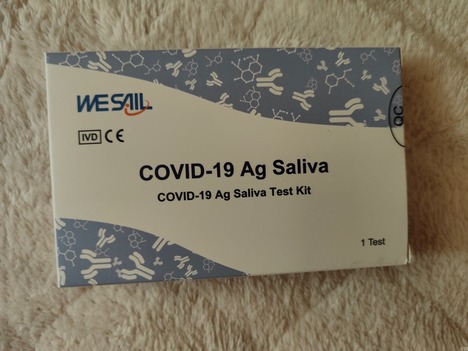 WESAIL
IVD CE
COVID-19 Ag Saliva
COVID-19 Ag Saliva Test Kit
1 Test
QC